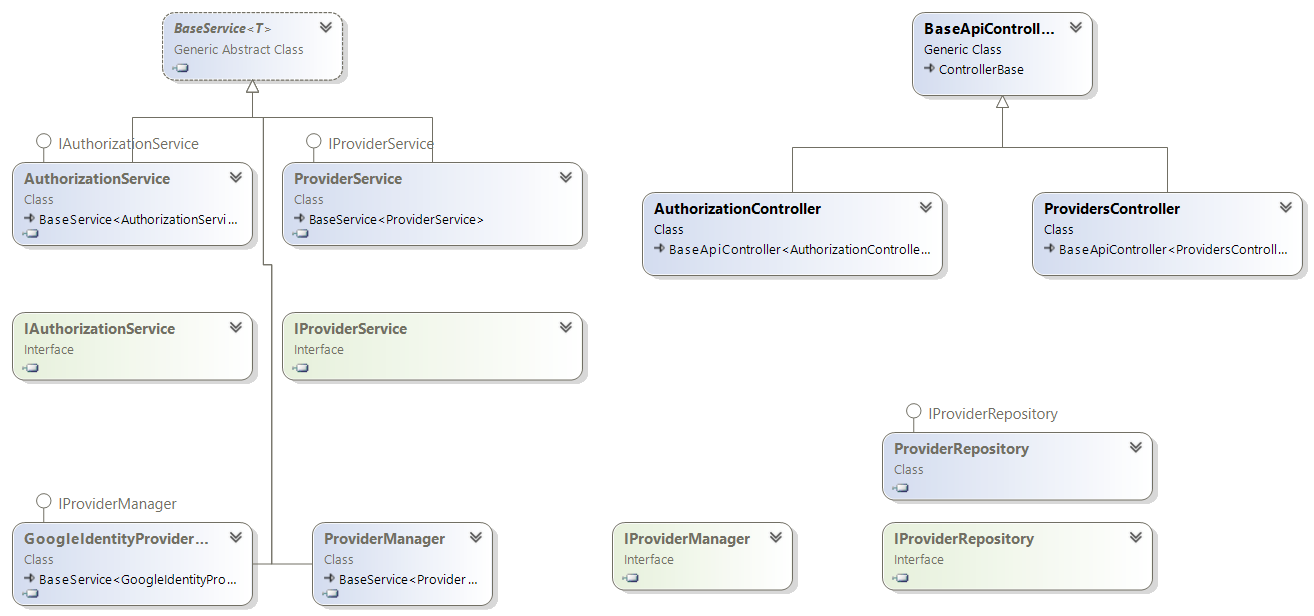 BaseService<T>
Generic Abstract Class
BaseApiControll...
Generic Class
ControllerBase
IAuthorizationService
IProviderService
AuthorizationService
Class
BaseService<AuthorizationServi...
ProviderService
Class
BaseService<ProviderService>
AuthorizationController
Class
BaseApiController<AuthorizationControlle...
ProvidersController
Class
BaseApiController<ProvidersControll...
IAuthorizationService
Interface
IProviderService
Interface
IProviderRepository
ProviderRepository
Class
IProviderManager
GoogleIdentityProvider...
Class
BaseService<GoogleIdentityPro...
ProviderManager
Class
BaseService<Provider ...
IProviderManager
Interface
IProviderRepository
Interface